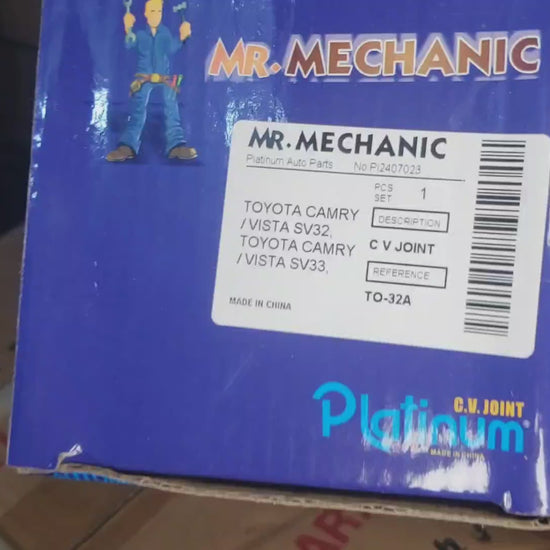 MR. MECHANIC
MR. MECHANIC
Platinum Auto Parts No.PI2407023
PCS
SET 1
TOYOTA CAMRY
/ VISTA SV32,
TOYOTA CAMRY
/ VISTA SV33,
DESCRIPTION
C V JOINT
REFERENCE
TO-32A
MADE IN CHINA
C.V. JOINT
Platinum
MADE IN CHINA